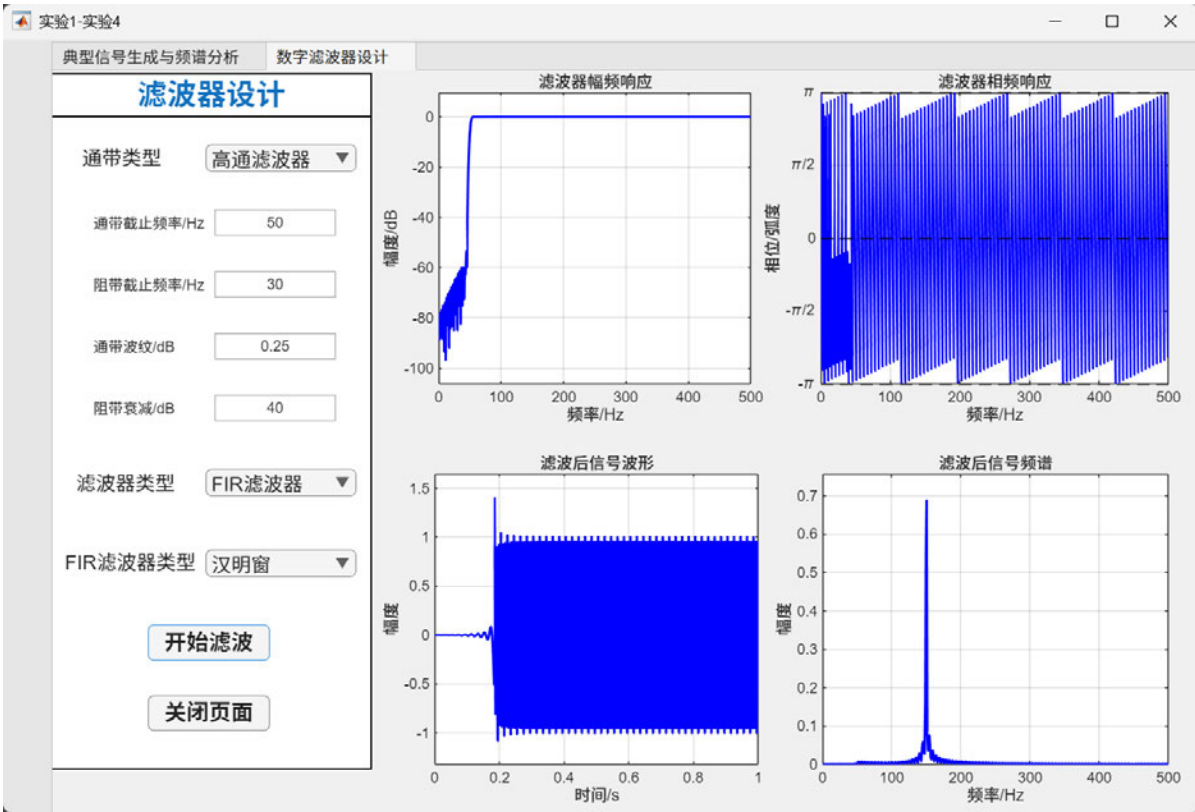 实验1-实验4
典型信号生成与频谱分析 数字滤波器设计
滤波器设计
通带类型 高通滤波器
通带截止频率/Hz 50
阻带截止频率/Hz 30
通带波纹/dB 0.25
阻带衰减/dB 40
滤波器类型 FIR滤波器
FIR滤波器类型 汉明窗
开始滤波
关闭页面
滤波器幅频响应
幅度/dB
0
-20
-40
-60
-80
-100
0 100 200 300 400 500
频率/Hz
滤波器相频响应
相位/弧度
π
π/2
0
-π/2
-π
0 100 200 300 400 500
频率/Hz
滤波后信号波形
幅度
1.5
1
0.5
0
-0.5
-1
0 0.2 0.4 0.6 0.8 1
时间/s
滤波后信号频谱
幅度
0.7
0.6
0.5
0.4
0.3
0.2
0.1
0
0 100 200 300 400 500
频率/Hz